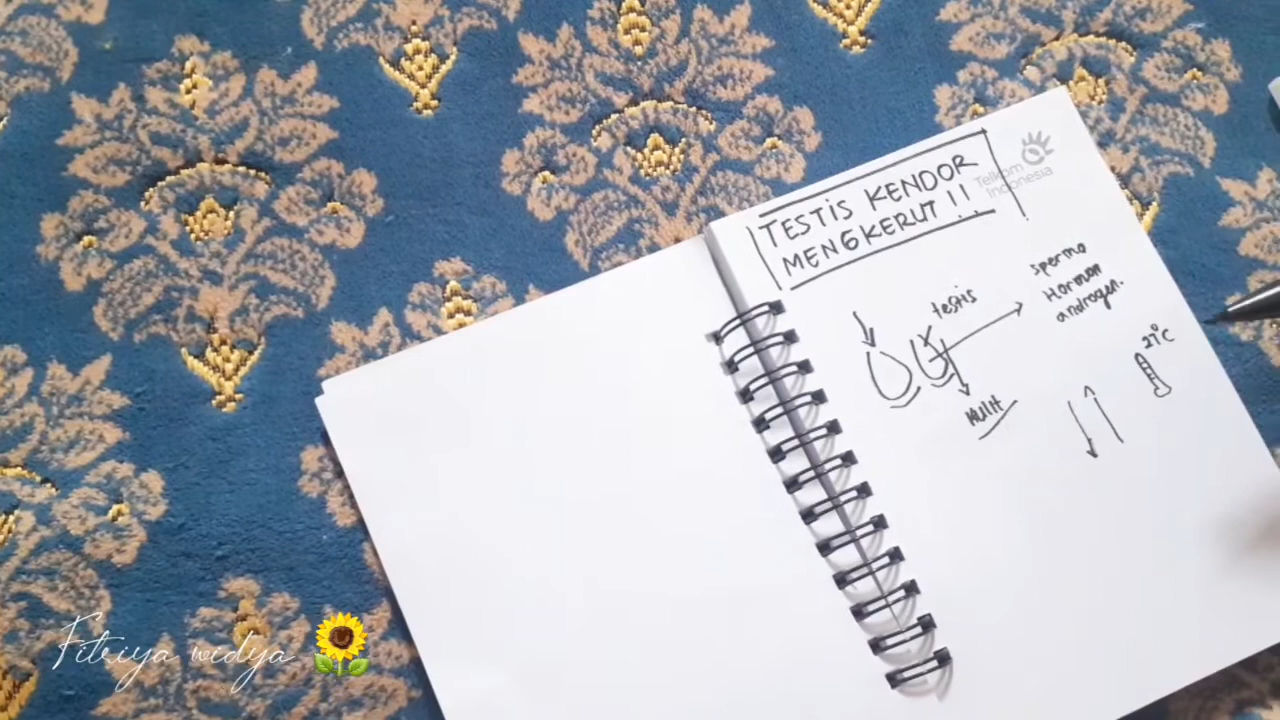 TESTIS KENDOR
MENGKERUT !!
Telkom
Indonesia
testis
sperma
Hormon
androgen.
KULIT
27°C
Fitriya widya